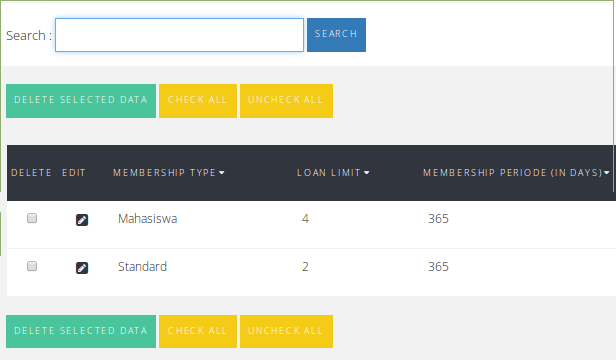 Search : SEARCH
DELETE SELECTED DATA CHECK ALL UNCHECK ALL
DELETE EDIT MEMBERSHIP TYPE LOAN LIMIT MEMBERSHIP PERIODE (IN DAYS)
Mahasiswa 4 365
Standard 2 365
DELETE SELECTED DATA CHECK ALL UNCHECK ALL